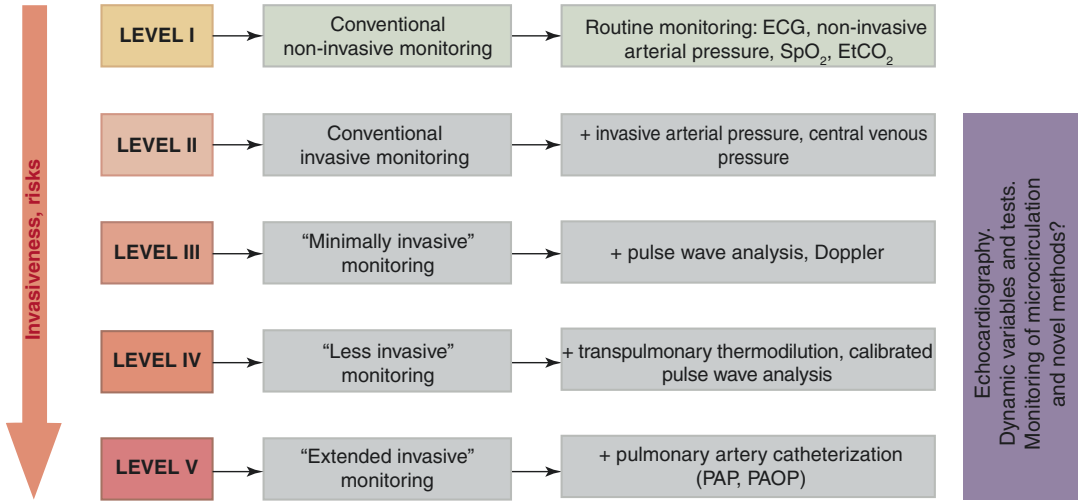 LEVEL I
Conventional
non-invasive monitoring
Routine monitoring: ECG, non-invasive
arterial pressure, SpO₂, EtCO₂
LEVEL II
Conventional
invasive monitoring
+ invasive arterial pressure, central venous
pressure
LEVEL III
“Minimally invasive”
monitoring
+ pulse wave analysis, Doppler
LEVEL IV
“Less invasive”
monitoring
+ transpulmonary thermodilution, calibrated
pulse wave analysis
LEVEL V
“Extended invasive”
monitoring
+ pulmonary artery catheterization
(PAP, PAOP)
Invasiveness, risks
Echocardiography.
Dynamic variables and tests.
Monitoring of microcirculation
and novel methods?